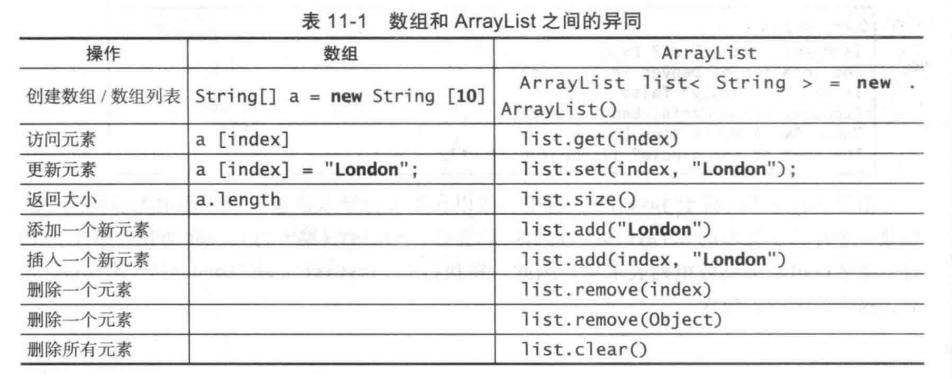 表 11-1 数组和 ArrayList 之间的异同
操作 数组 ArrayList
创建数组 / 数组列表 String[] a = new String [10] ArrayList list< String > = new .
ArrayList()
访问元素 a [index] list.get(index)
更新元素 a [index] = "London"; list.set(index, "London");
返回大小 a.length list.size()
添加一个新元素 list.add("London")
插人一个新元素 list.add(index, "London")
删除一个元素 list.remove(index)
删除一个元素 list.remove(Object)
删除所有元素 list.clear()